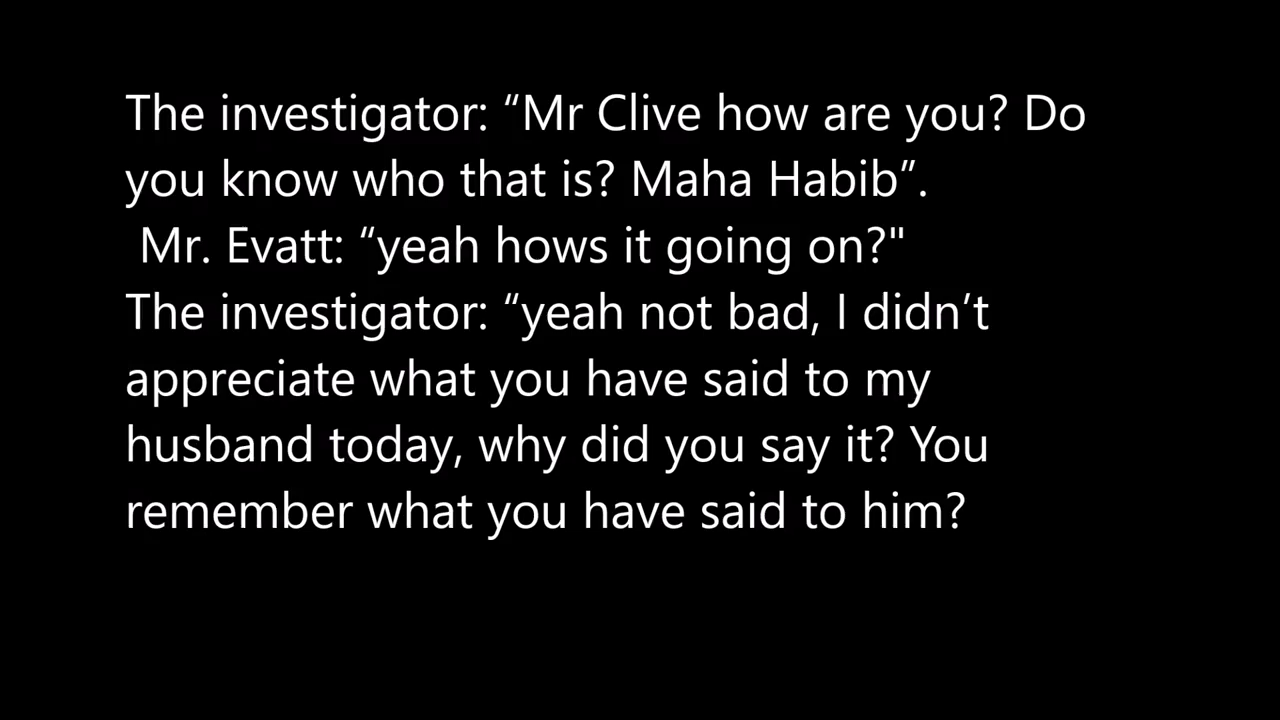 The investigator: “Mr Clive how are you? Do
you know who that is? Maha Habib”.
Mr. Evatt: “yeah hows it going on?"
The investigator: “yeah not bad, I didn’t
appreciate what you have said to my
husband today, why did you say it? You
remember what you have said to him?